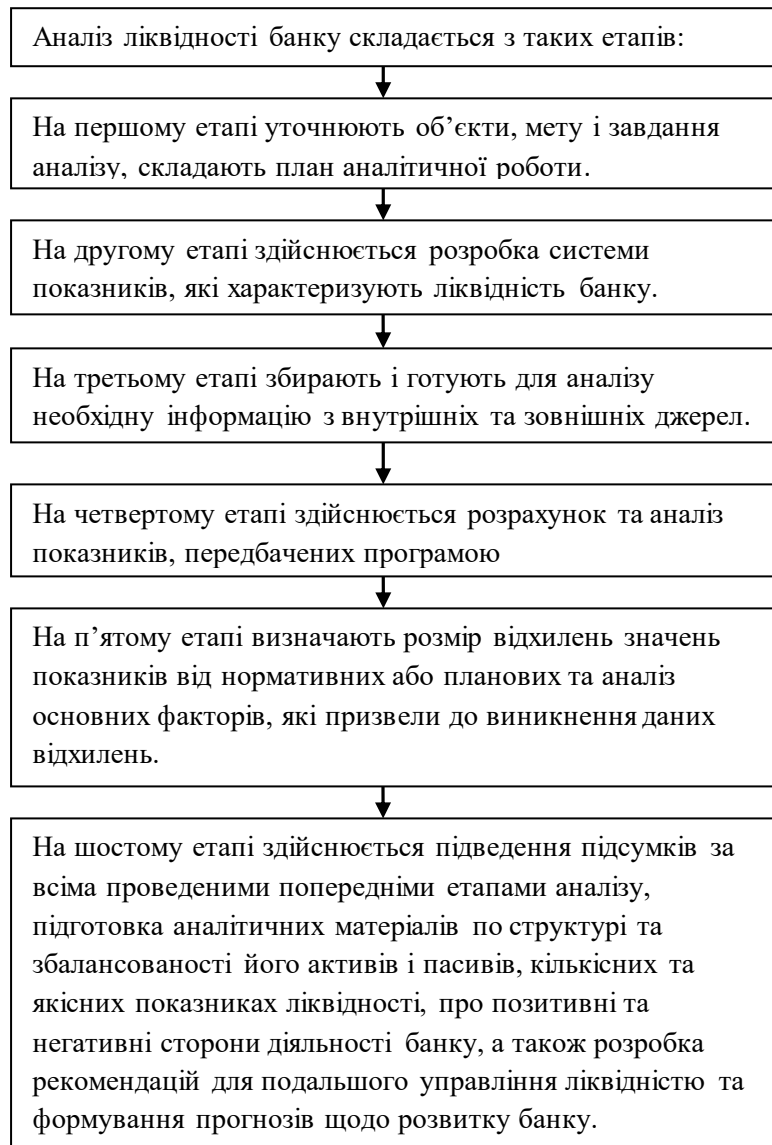 Аналіз ліквідності банку складається з таких етапів:
На першому етапі уточнюють об’єкти, мету і завдання
аналізу, складають план аналітичної роботи.
На другому етапі здійснюється розробка системи
показників, які характеризують ліквідність банку.
На третьому етапі збирають і готують для аналізу
необхідну інформацію з внутрішніх та зовнішніх джерел.
На четвертому етапі здійснюється розрахунок та аналіз
показників, передбачених програмою
На п’ятому етапі визначають розмір відхилень значень
показників від нормативних або планових та аналіз
основних факторів, які призвели до виникнення даних
відхилень.
На шостому етапі здійснюється підведення підсумків за
всіма проведеними попередніми етапами аналізу,
підготовка аналітичних матеріалів по структурі та
збалансованості його активів і пасивів, кількісних та
якісних показниках ліквідності, про позитивні та
негативні сторони діяльності банку, а також розробка
рекомендацій для подальшого управління ліквідністю та
формування прогнозів щодо розвитку банку.